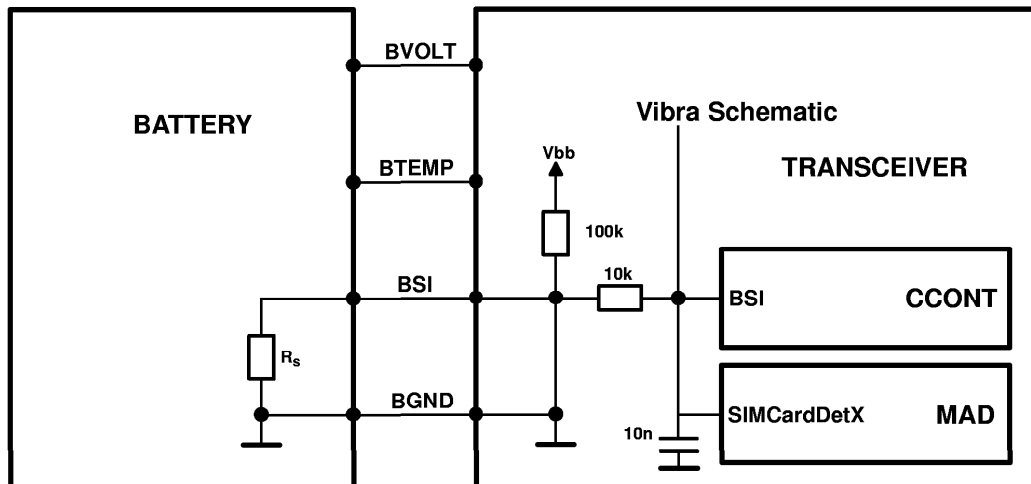 BVOLT
Vibra Schematic
BATTERY
Vbb
BTEMP
TRANSCEIVER
100k
10k
BSI
BSI
CCONT
Rs
BGND
SIMCardDetX
MAD
10n